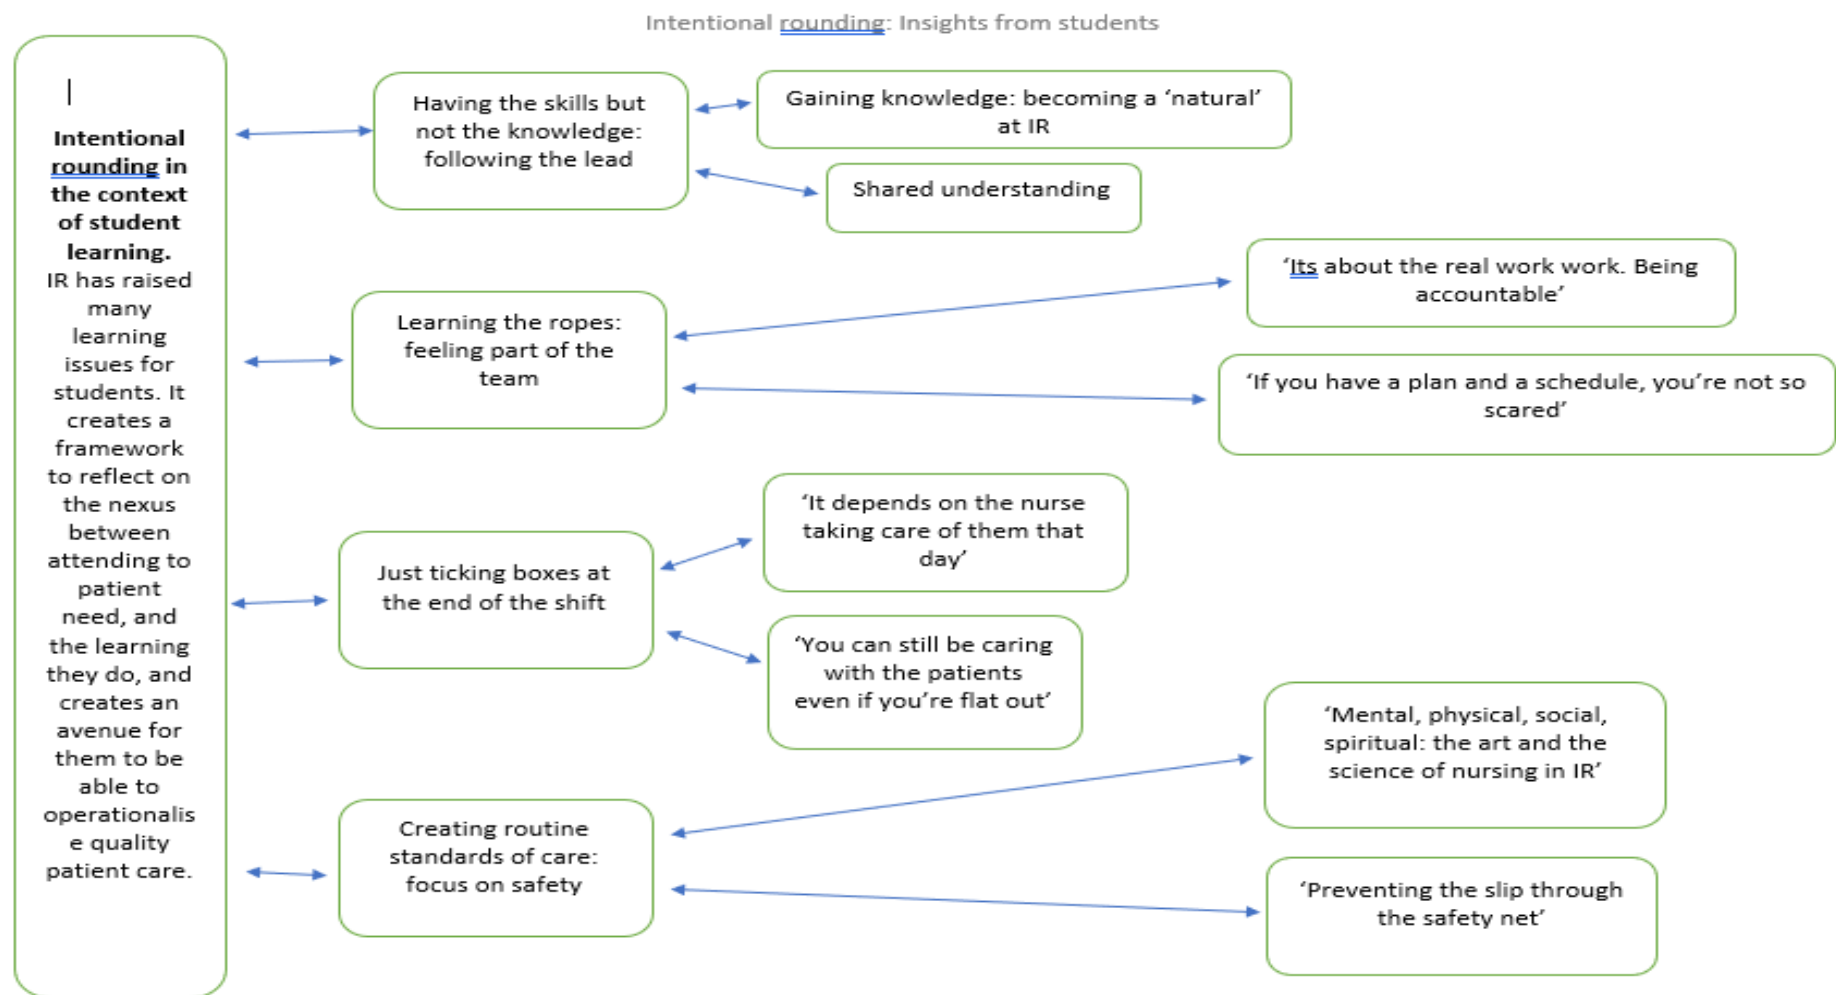 Intentional rounding: Insights from students
Intentional
rounding in
the context
of student
learning.
IR has raised
many
learning
issues for
students. It
creates a
framework
to reflect on
the nexus
between
attending to
patient
need, and
the learning
they do, and
creates an
avenue for
them to be
able to
operationalis
e quality
patient care.
Having the skills but
not the knowledge:
following the lead
Gaining knowledge: becoming a ‘natural’
at IR
Shared understanding
Learning the ropes:
feeling part of the
team
‘Its about the real work work. Being
accountable’
‘If you have a plan and a schedule, you’re not so
scared’
Just ticking boxes at
the end of the shift
‘It depends on the nurse
taking care of them that
day’
‘You can still be caring
with the patients
even if you’re flat out’
Creating routine
standards of care:
focus on safety
‘Mental, physical, social,
spiritual: the art and the
science of nursing in IR’
‘Preventing the slip through
the safety net’